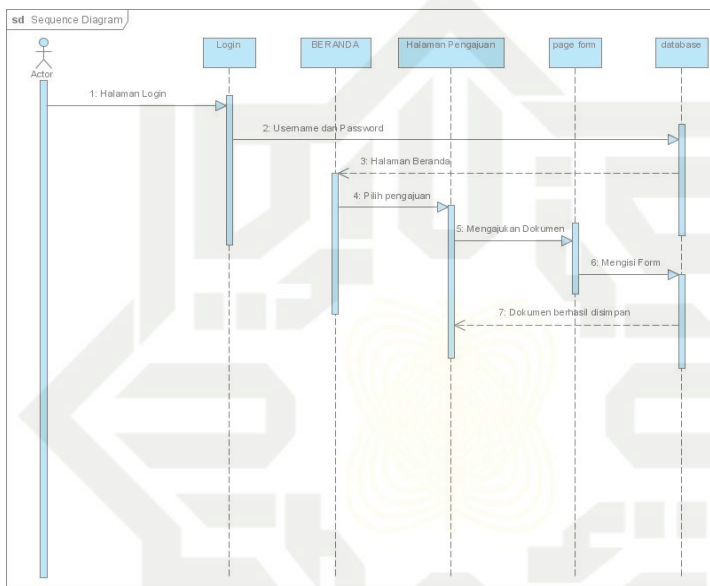 sd Sequence Diagram
Login
BERANDA
Halaman Pengajuan
page form
database
Actor
1: Halaman Login
2: Username dan Password
3: Halaman Beranda
4: Pilih pengajuan
5: Mengajukan Dokumen
6: Mengisi Form
7: Dokumen berhasil disimpan